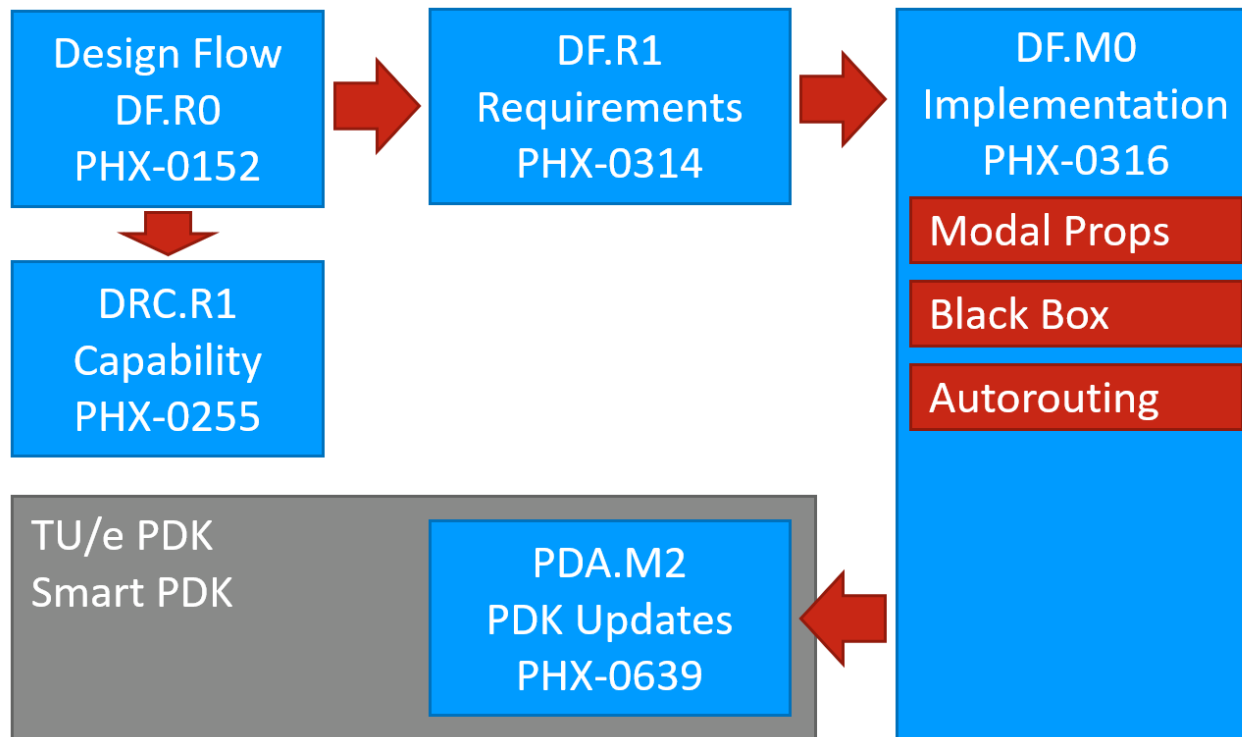 Design Flow
DF.R0
PHX-0152
DF.R1
Requirements
PHX-0314
DF.M0
Implementation
PHX-0316
Modal Props
Black Box
Autorouting
DRC.R1
Capability
PHX-0255
TU/e PDK
Smart PDK
PDA.M2
PDK Updates
PHX-0639